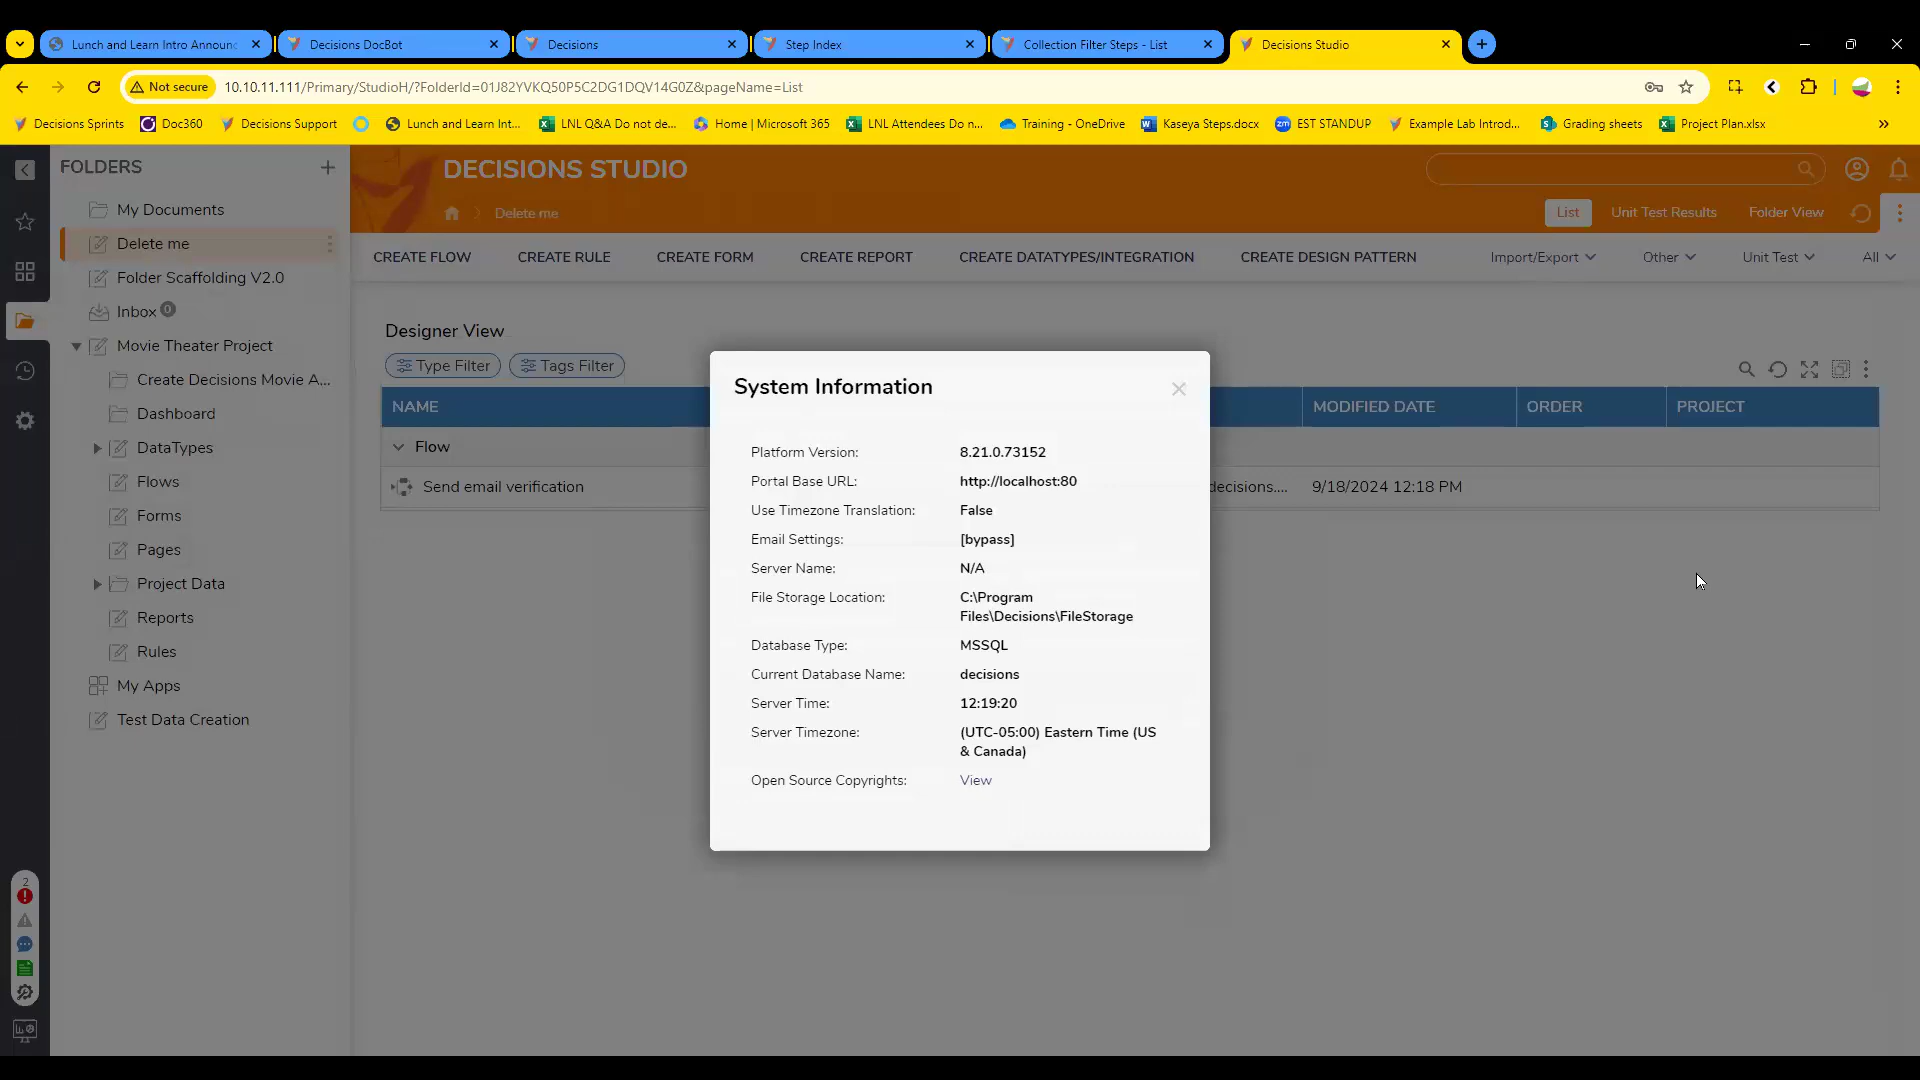 Lunch and Learn Intro Announc
Decisions DocBot
Decisions
Step Index
Collection Filter Steps - List
Decisions Studio
Not secure
10.10.11.111/Primary/StudioH/?FolderId=01J82YVKQ50P5C2DG1DQV14G0Z&pageName=List
Decisions Sprints
Doc360
Decisions Support
Lunch and Learn Int...
LNL Q&A Do not de...
Home | Microsoft 365
LNL Attendees Do n...
Training - OneDrive
Kaseya Steps.docx
EST STANDUP
Example Lab Introd...
Grading sheets
Project Plan.xlsx
FOLDERS
DECISIONS STUDIO
My Documents
Delete me
List
Unit Test Results
Folder View
Delete me
Folder Scaffolding V2.0
CREATE FLOW
CREATE RULE
CREATE FORM
CREATE REPORT
CREATE DATATYPES/INTEGRATION
CREATE DESIGN PATTERN
Import/Export
Other
Unit Test
All
Inbox 0
Movie Theater Project
Create Decisions Movie A...
Dashboard
DataTypes
Flows
Forms
Pages
Project Data
Reports
Rules
My Apps
Test Data Creation
2
Designer View
Type Filter
Tags Filter
NAME
MODIFIED DATE
ORDER
PROJECT
Flow
Send email verification
decisions....
9/18/2024 12:18 PM
System Information
Platform Version: 8.21.0.73152
Portal Base URL: http://localhost:80
Use Timezone Translation: False
Email Settings: [bypass]
Server Name: N/A
File Storage Location: C:\Program
Files\Decisions\FileStorage
Database Type: MSSQL
Current Database Name: decisions
Server Time: 12:19:20
Server Timezone: (UTC-05:00) Eastern Time (US
& Canada)
Open Source Copyrights: View